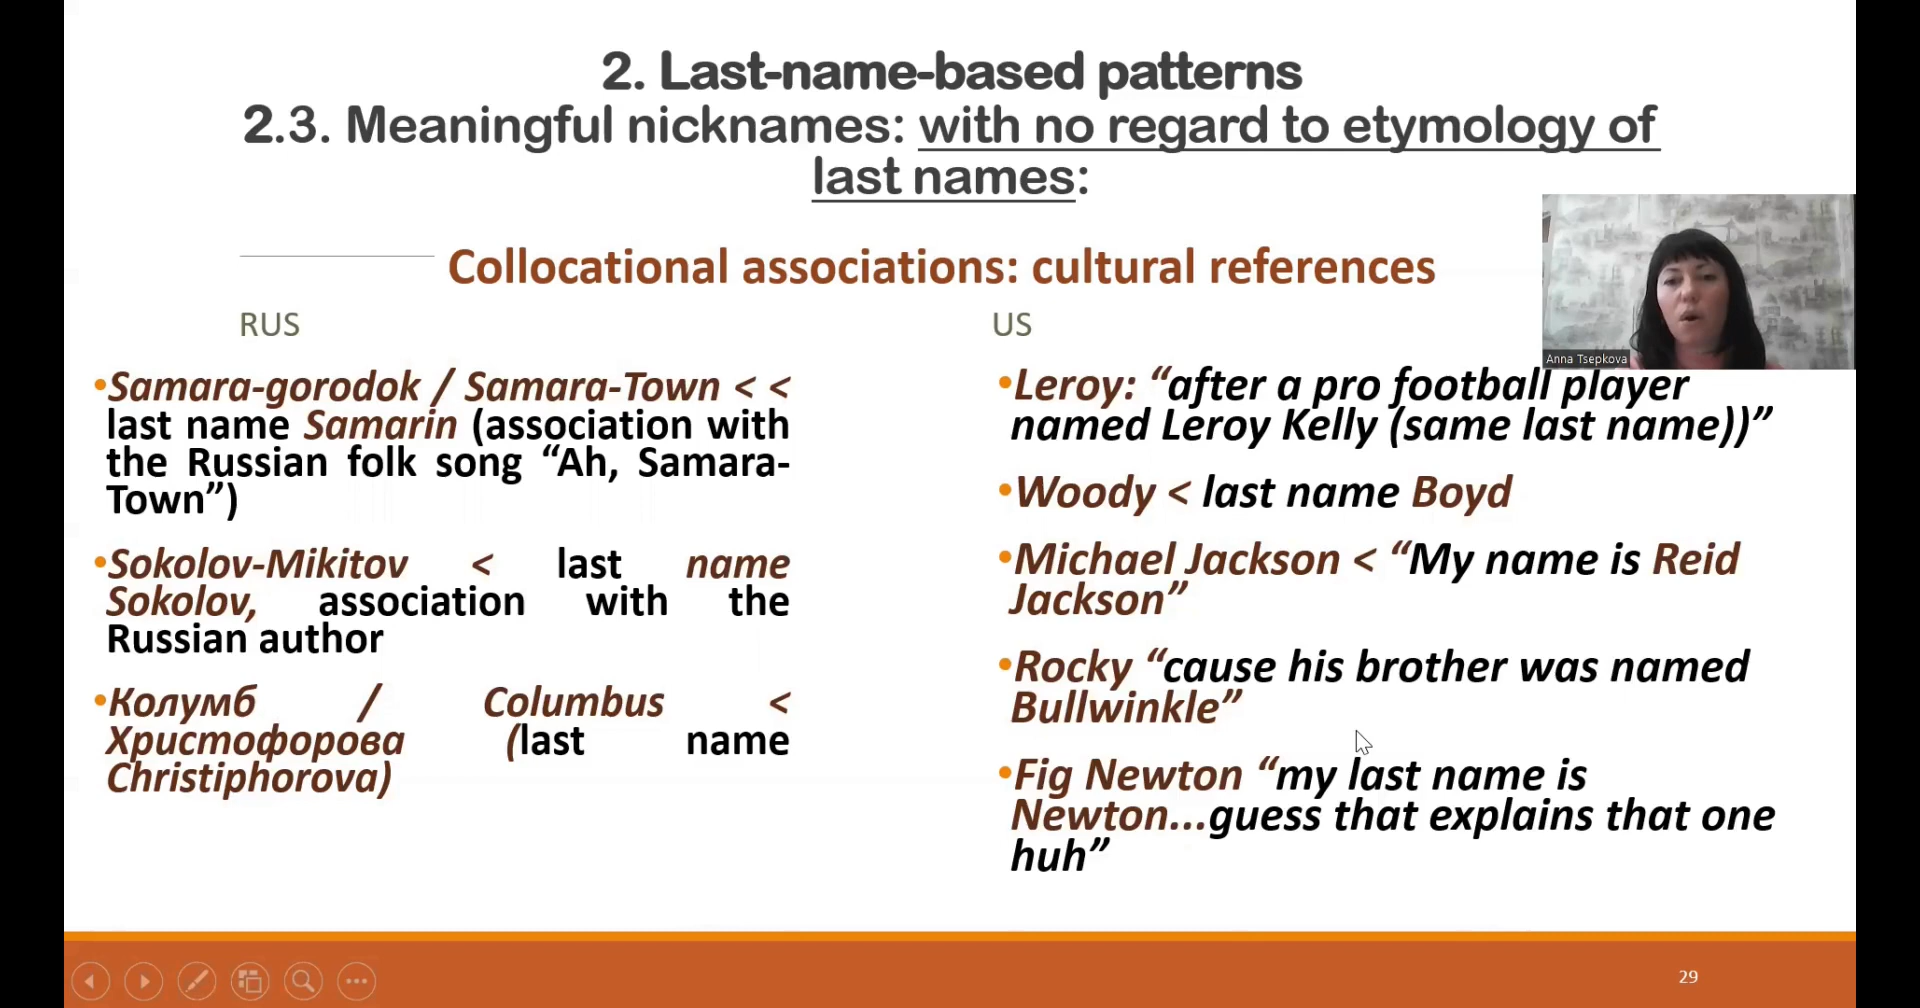 2. Last-name-based patterns
2.3. Meaningful nicknames: with no regard to etymology of
last names:
Collocational associations: cultural references
RUS
•Samara-gorodok / Samara-Town < <
last name Samarin (association with
the Russian folk song “Ah, Samara-
Town”)
•Sokolov-Mikitov < last name
Sokolov, association with the
Russian author
•Колумб / Columbus <
Христофорова (last name
Christiphorova)
US
•Leroy: “after a pro football player
named Leroy Kelly (same last name))”
•Woody < last name Boyd
•Michael Jackson < “My name is Reid
Jackson”
•Rocky “cause his brother was named
Bullwinkle”
•Fig Newton “my last name is
Newton...guess that explains that one
huh”
Anna Tsepkova
29